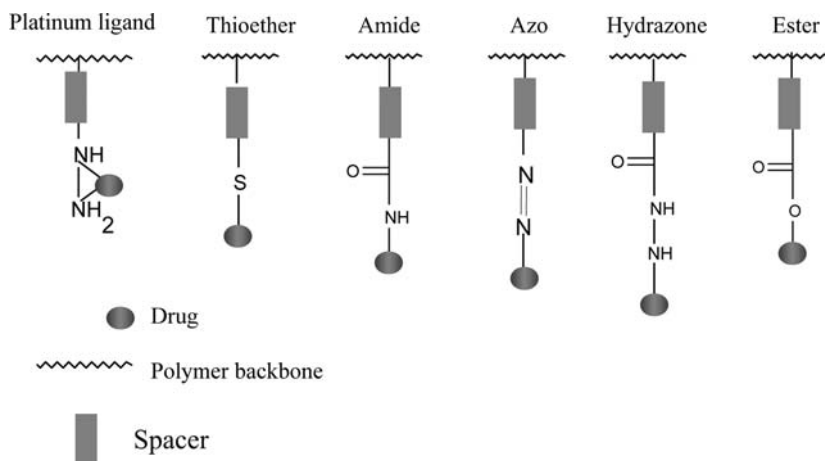 Platinum ligand Thioether Amide Azo Hydrazone Ester
NH
NH2
S
O
NH
N
N
O
NH
NH
O
O
Drug
Polymer backbone
Spacer